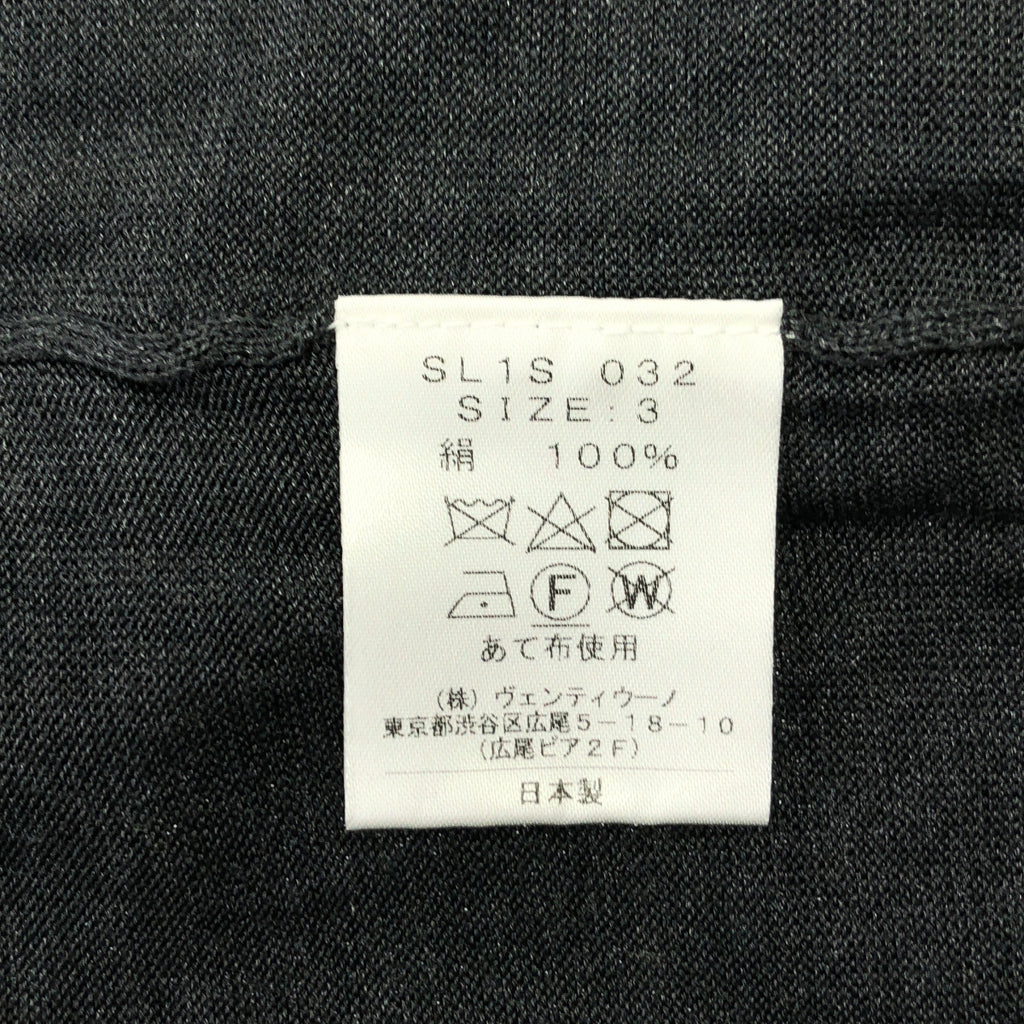 SL1S 032
SIZE:3
絹 100%
F W
あて布使用
(株)ヴェンティウーノ
東京都渋谷区広尾5-18-10
(広尾ピア2F)
日本製